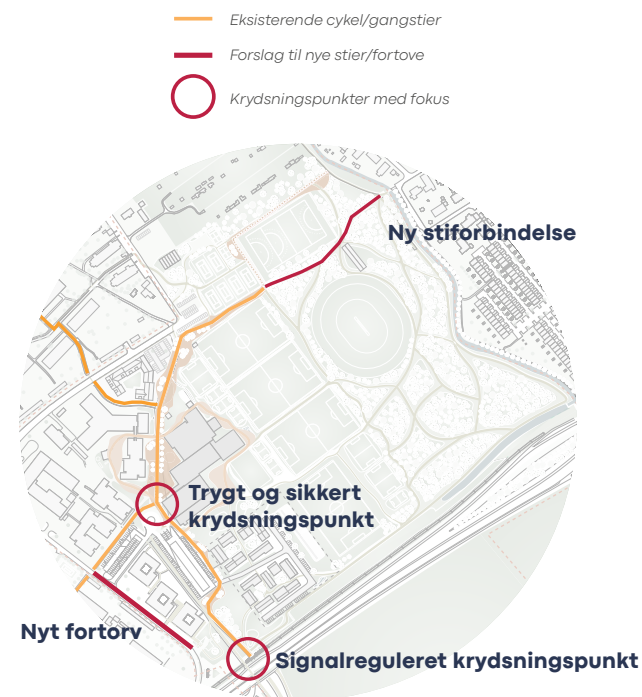 Eksisterende cykel/gangstier
Forslag til nye stier/fortove
Krydsningspunkter med fokus
Ny stiforbindelse
Trygt og sikkert
krydsningspunkt
Nyt fortorv
Signalreguleret krydsningspunkt